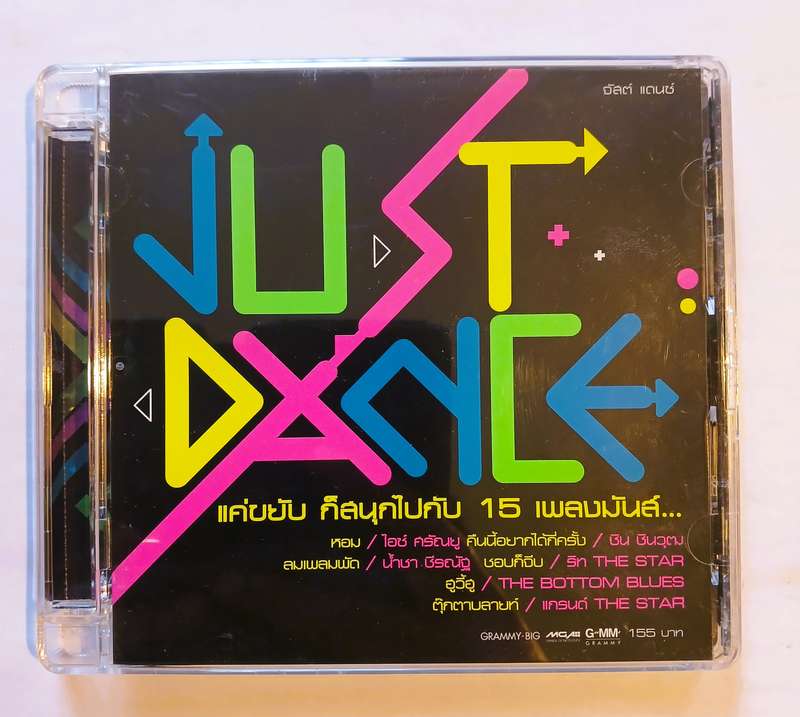 จัสต์ แดนซ์
JUST
DANCE
แค่ขยับ ก็สนุกไปกับ 15 เพลงมันส์...
หอม / ไอซ์ ศรัณยู คืนนี้อยากได้กี่ครั้ง / ชิน ชินวุฒ
ลมเพลมพัด / น้ำชา ชีรณัฐ ชอบก็จีบ / ริท THE STAR
อูวี้อู / THE BOTTOM BLUES
ตุ๊กตาบลายท์ / แกรนด์ THE STAR
GRAMMY-BIG MGA GMM GRAMMY 155 บาท